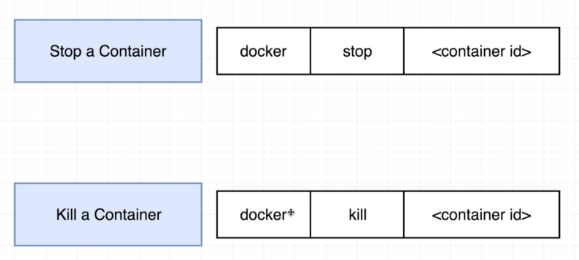 Stop a Container docker stop <container id>
Kill a Container docker kill <container id>